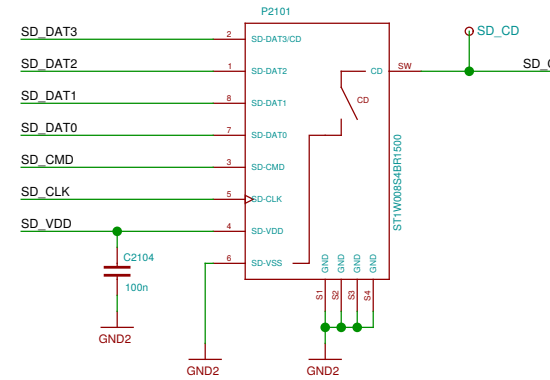 P2101
SD_DAT3 2 SD-DAT3/CD
SD_CD
SD_DAT2 1 SD-DAT2 CD SW
SD_DAT1 8 SD-DAT1 CD
SD_DAT0 7 SD-DAT0
SD_CMD 3 SD-CMD
SD_CLK 5 SD-CLK
SD_VDD 4 SD-VDD
6 SD-VSS
ST1W008S4BR1500
C2104
100n
GND GND GND GND
S1 S2 S3 S4
GND2
GND2
GND2